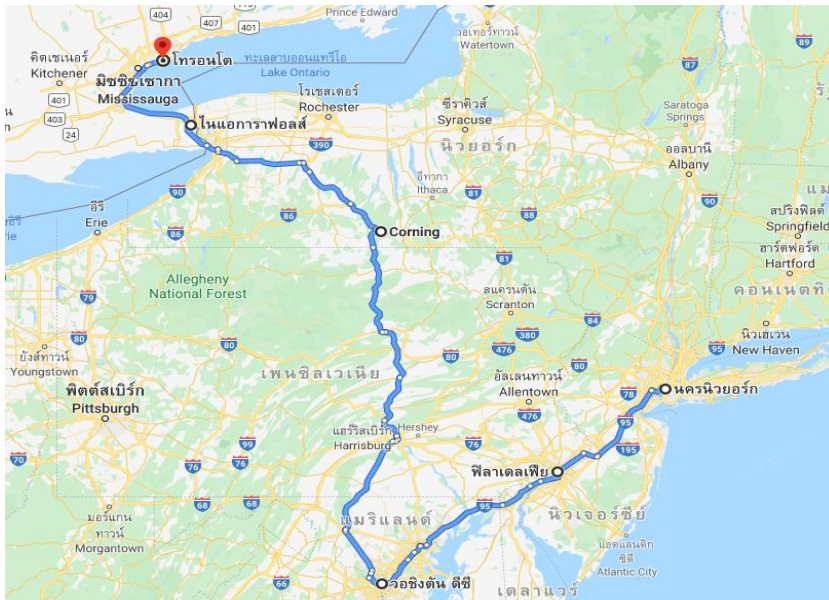 Prince Edward
404
407
404
คิตเชเนอร์
Kitchener
401
401
403
24
โทรอนโต
มิซซิซเซากา
Mississauga
ทะเลสาบออนแทรีโอ
Lake Ontario
วอเทอร์ทาวน์
Watertown
87
89
ไนแอการาฟอลส์
โรเชสเตอร์
Rochester
390
ซีราคิวส์
Syracuse
Saratoga
Springs
นิวยอร์ก
ออลบานี
Albany
90
อิทากา
Ithaca
81
88
90
อีรี
Erie
86
86
Corning
81
สปริงฟิลด์
Springfield
ฮาร์ตฟอร์ด
Hartford
คอนเนตทิ
Allegheny
National Forest
79
80
80
สแครนตัน
Scranton
380
84
476
80
80
95
นิวเฮเวน
New Haven
ยังส์ทาวน์
Youngstown
เพนซิลเวเนีย
พิตต์สเบิร์ก
Pittsburgh
อัลเลนทาวน์
Allentown
476
78
นครนิวยอร์ก
95
195
แฮร์ริสเบิร์ก
Harrisburg
Hershey
76
99
76
76
70
ฟิลาเดลเฟีย
68
68
มอร์แกน
ทาวน์
Morgantown
แมริแลนด์
95
นิวเจอร์ซีย์
แอตแลนติก
ซิตี
Atlantic City
66
วอชิงตัน ดีซี
เดลาแวร์